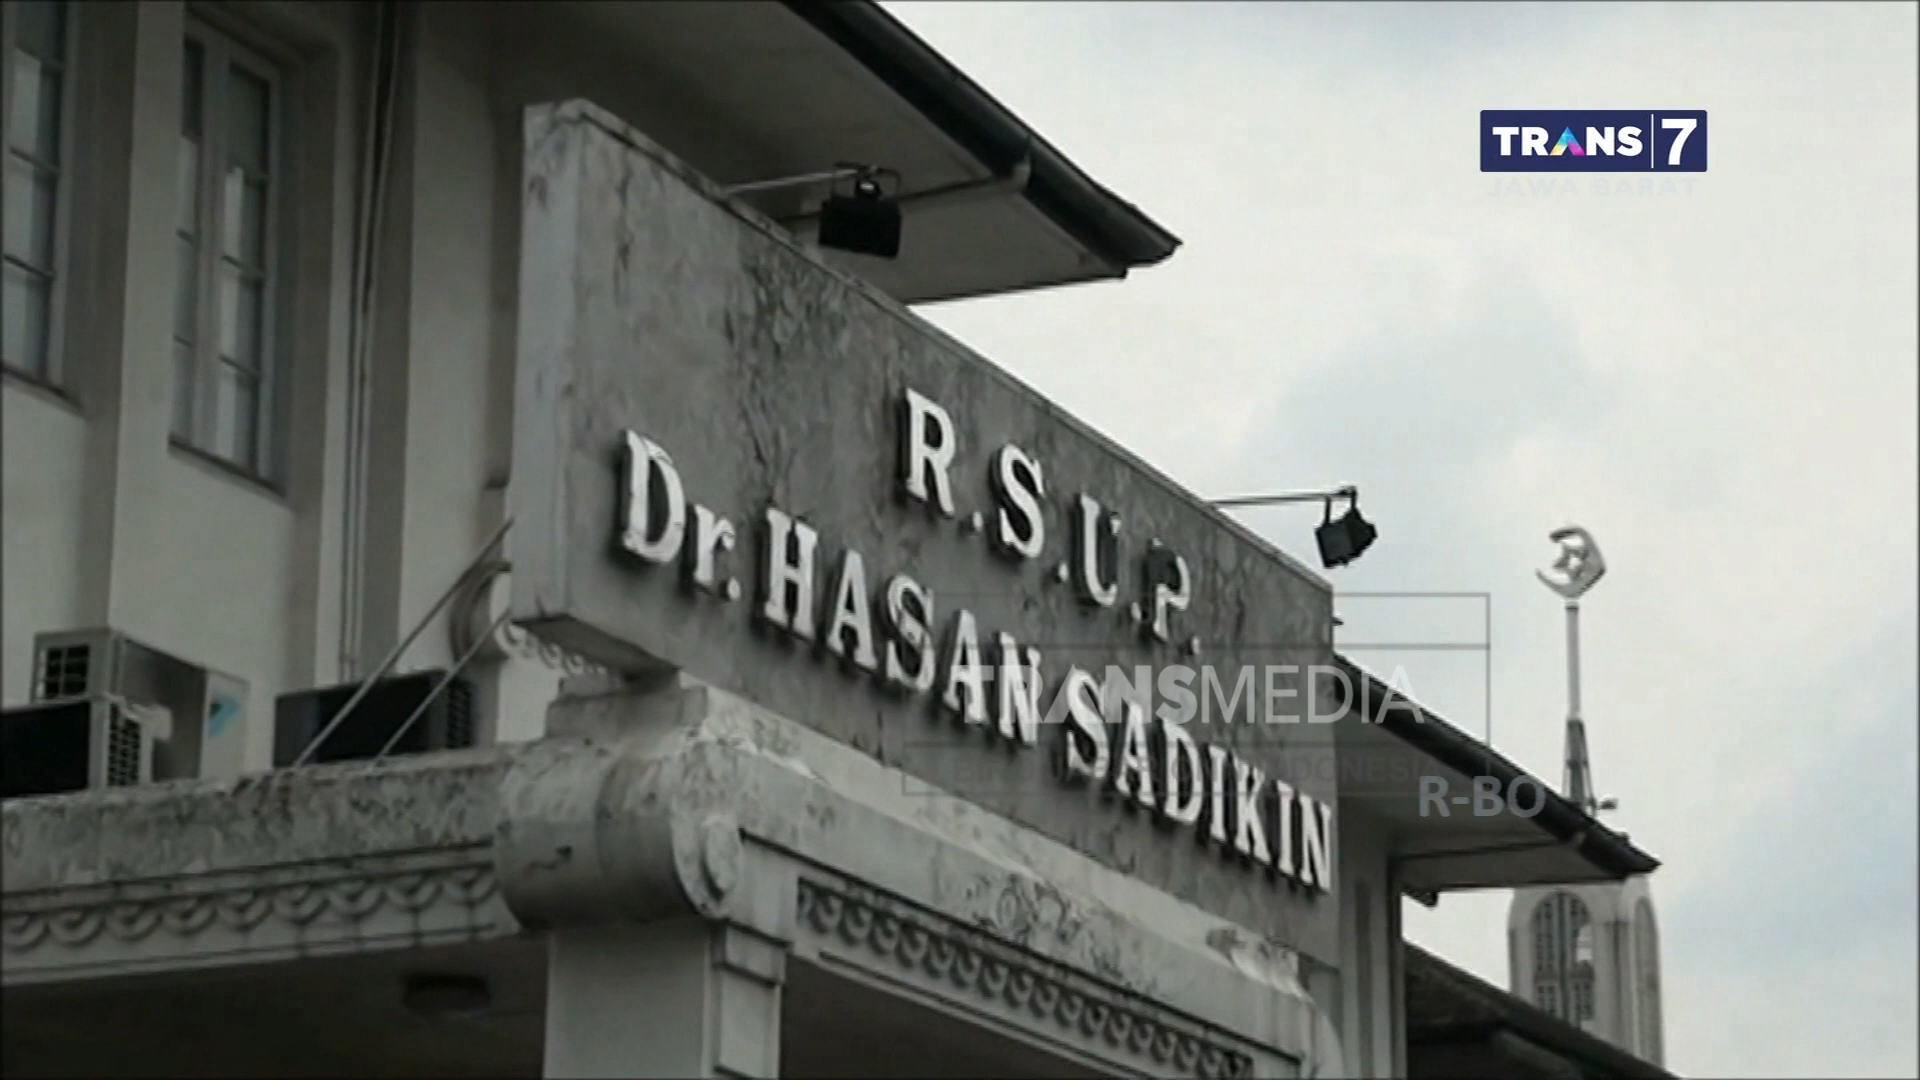 TRANS|7
JAWA BARAT
R.S.U.P.
Dr. HASAN SADIKIN
TRANSMEDIA
R-BO